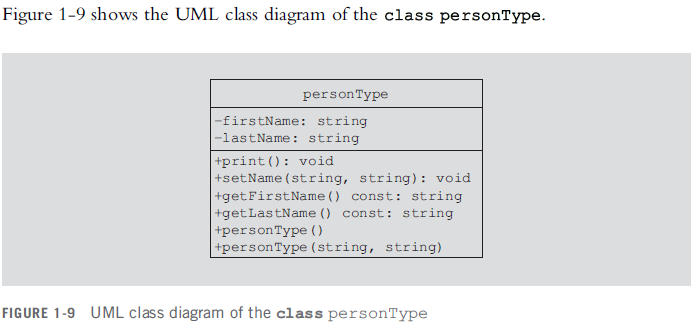 Figure 1-9 shows the UML class diagram of the class personType.
personType
-firstName: string
-lastName: string
+print(): void
+setName(string, string): void
+getFirstName() const: string
+getLastName() const: string
+personType()
+personType(string, string)
FIGURE 1-9 UML class diagram of the class personType